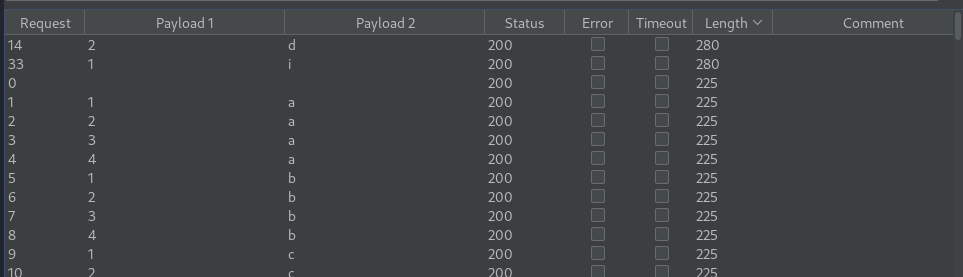 Request Payload 1 Payload 2 Status Error Timeout Length Comment
14 2 d 200 280
33 1 i 200 280
0 200 225
1 1 a 200 225
2 2 a 200 225
3 3 a 200 225
4 4 a 200 225
5 1 b 200 225
6 2 b 200 225
7 3 b 200 225
8 4 b 200 225
9 1 c 200 225
10 2 c 200 225